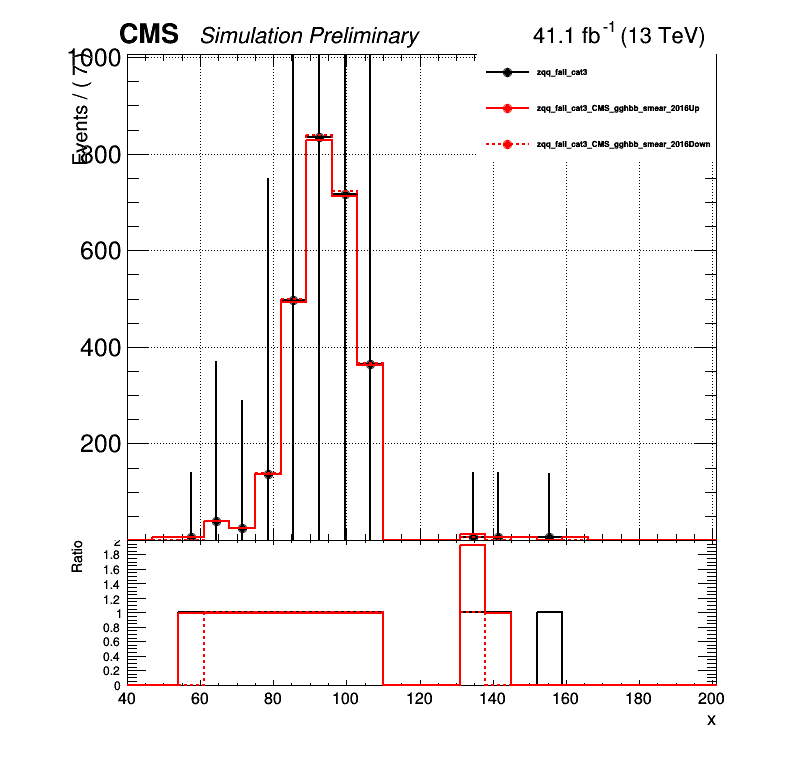 CMS Simulation Preliminary 41.1 fb-1 (13 TeV)
Events / ( 7
1000
800
600
400
200
zqq_fail_cat3
zqq_fail_cat3_CMS_gghbb_smear_2016Up
zqq_fail_cat3_CMS_gghbb_smear_2016Down
Ratio
2
1.8
1.6
1.4
1.2
1
0.8
0.6
0.4
0.2
0
40 60 80 100 120 140 160 180 200
x